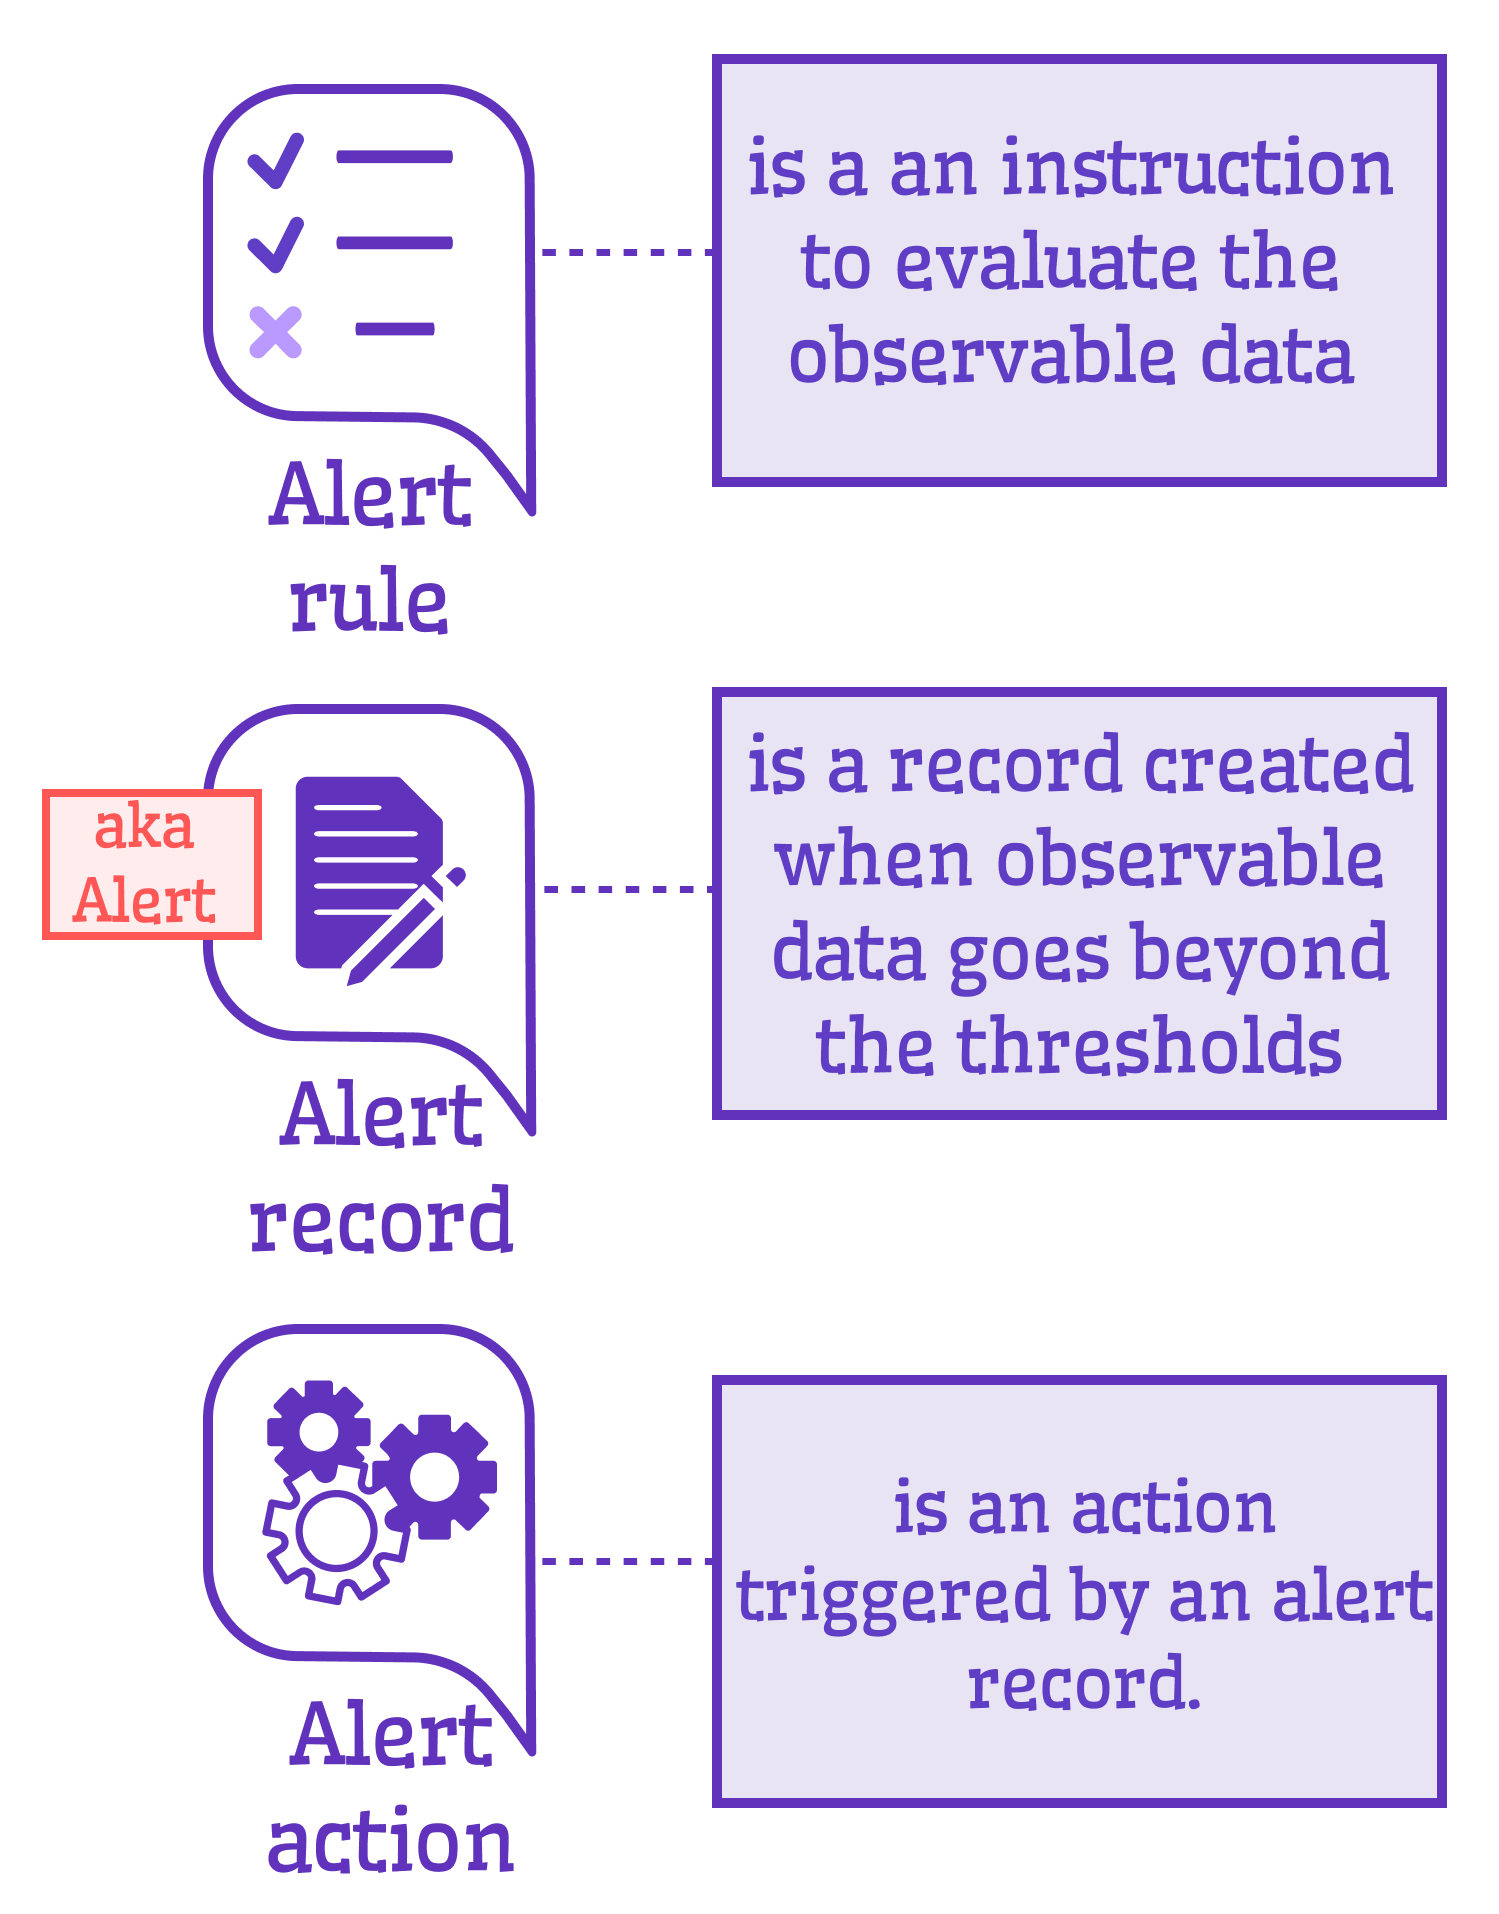 is a an instruction
to evaluate the
observable data
Alert
rule
is a record created
when observable
data goes beyond
the thresholds
aka
Alert
Alert
record
is an action
triggered by an alert
record.
Alert
action